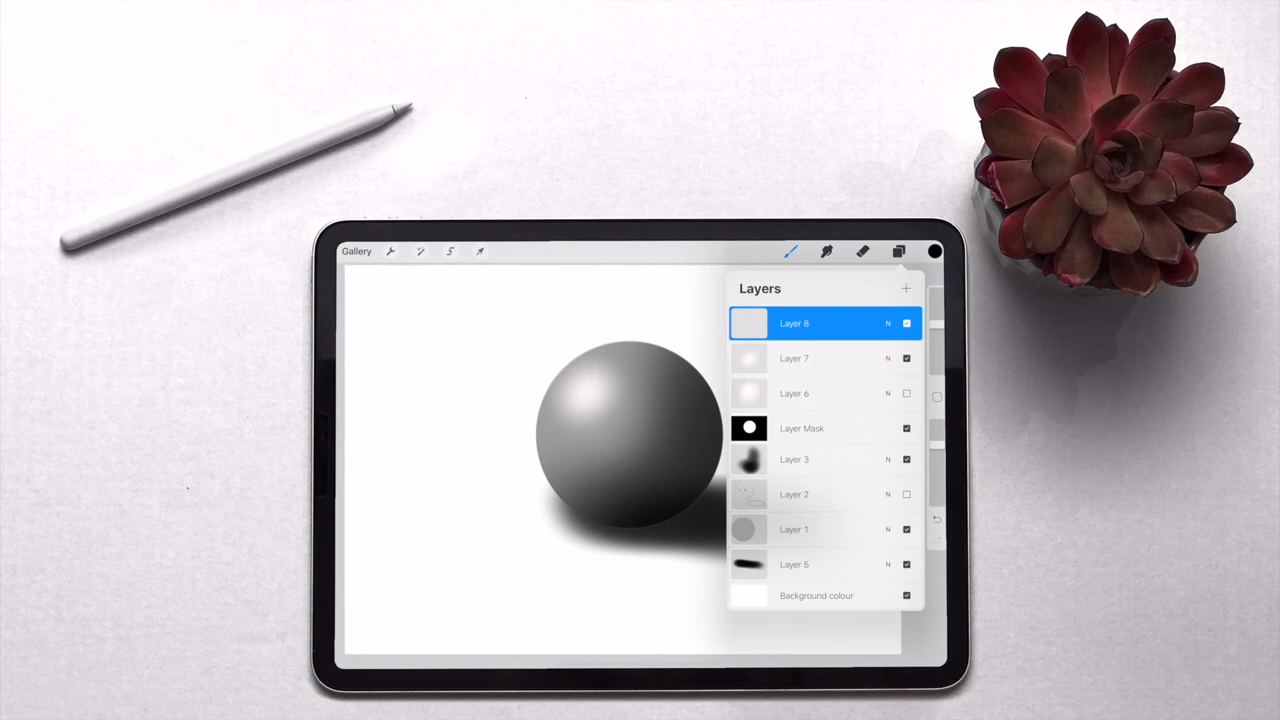 Gallery
Layers
Layer 8 N
Layer 7 N
Layer 6 N
Layer Mask
Layer 3 N
Layer 2 N
Layer 1 N
Layer 5 N
Background colour